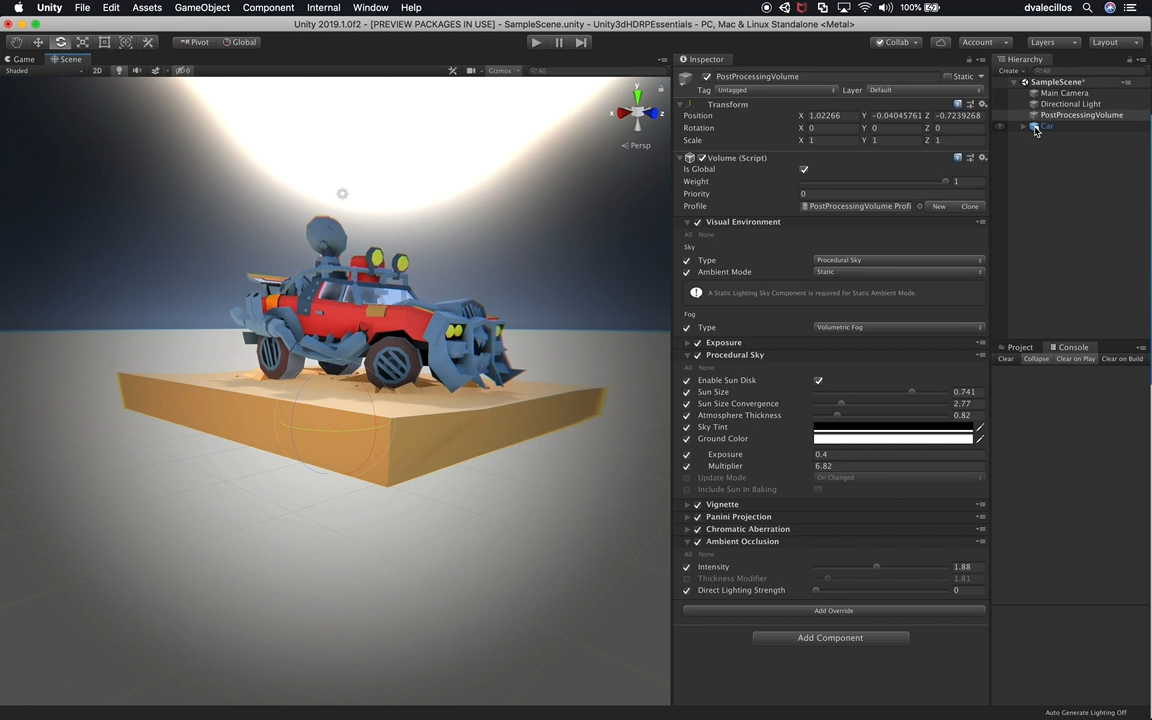 Unity File Edit Assets GameObject Component Internal Window Help 100% dvalecillos
Unity 2019.1.0f2 - [PREVIEW PACKAGES IN USE] - SampleScene.unity - Unity3dHDRPEssentials - PC, Mac & Linux Standalone <Metal>
Pivot Global Collab Account Layers Layout
Game Scene Inspector Hierarchy
Shaded 2D 0 Gizmos All
PostProcessingVolume Static
Create All
Tag Untagged Layer Default
SampleScene*
Main Camera
Directional Light
PostProcessingVolume
Car
y
x z
Persp
Transform
Position X 1.02266 Y -0.04045761 Z -0.7239268
Rotation X 0 Y 0 Z 0
Scale X 1 Y 1 Z 1
Volume (Script)
Is Global
Weight 1
Priority 0
Profile PostProcessingVolume Profi New Clone
Visual Environment
All None
Sky
Type Procedural Sky
Ambient Mode Static
A Static Lighting Sky Component is required for Static Ambient Mode.
Fog
Type Volumetric Fog
Exposure
Procedural Sky
All None
Enable Sun Disk
Sun Size 0.741
Sun Size Convergence 2.77
Atmosphere Thickness 0.82
Sky Tint
Ground Color
Exposure 0.4
Multiplier 6.82
Update Mode On Changed
Include Sun In Baking
Vignette
Panini Projection
Chromatic Aberration
Ambient Occlusion
All None
Intensity 1.88
Thickness Modifier 1.81
Direct Lighting Strength 0
Add Override
Add Component
Project Console
Clear Collapse Clear on Play Clear on Build
Auto Generate Lighting Off